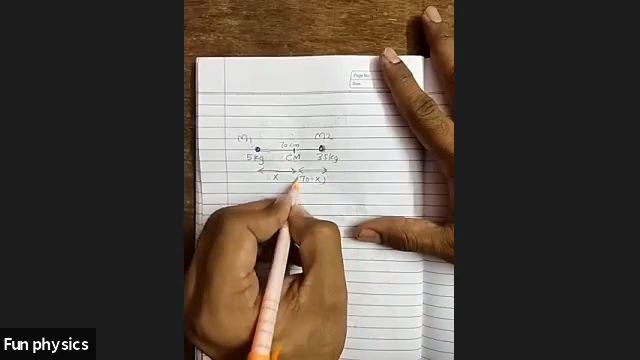 Page No.
Date
M1 M2
70 cm
5kg CM 35kg
x (70-x)
Fun physics